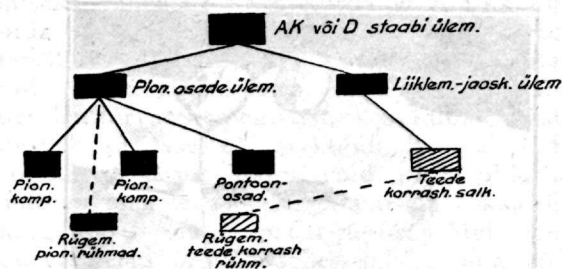 AK või D staabi ülem.
Pion. osade ülem.
Liiklem.-jaosk. ülem
Pion.
komp.
Pion.
komp.
Pontoon-
osad.
Teede
korrash. salk.
Rügem.
pion. rühmad.
Rügem.
teede korrash
rühm.